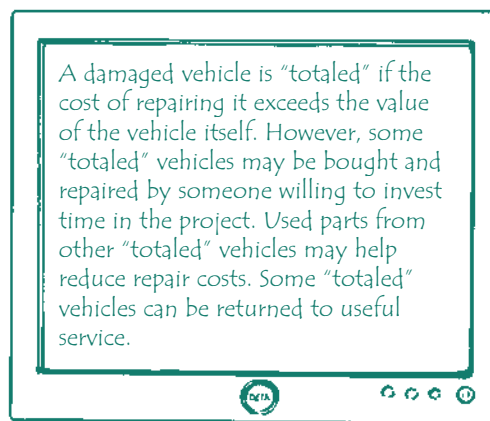 A damaged vehicle is “totaled” if the
cost of repairing it exceeds the value
of the vehicle itself. However, some
“totaled” vehicles may be bought and
repaired by someone willing to invest
time in the project. Used parts from
other “totaled” vehicles may help
reduce repair costs. Some “totaled”
vehicles can be returned to useful
service.